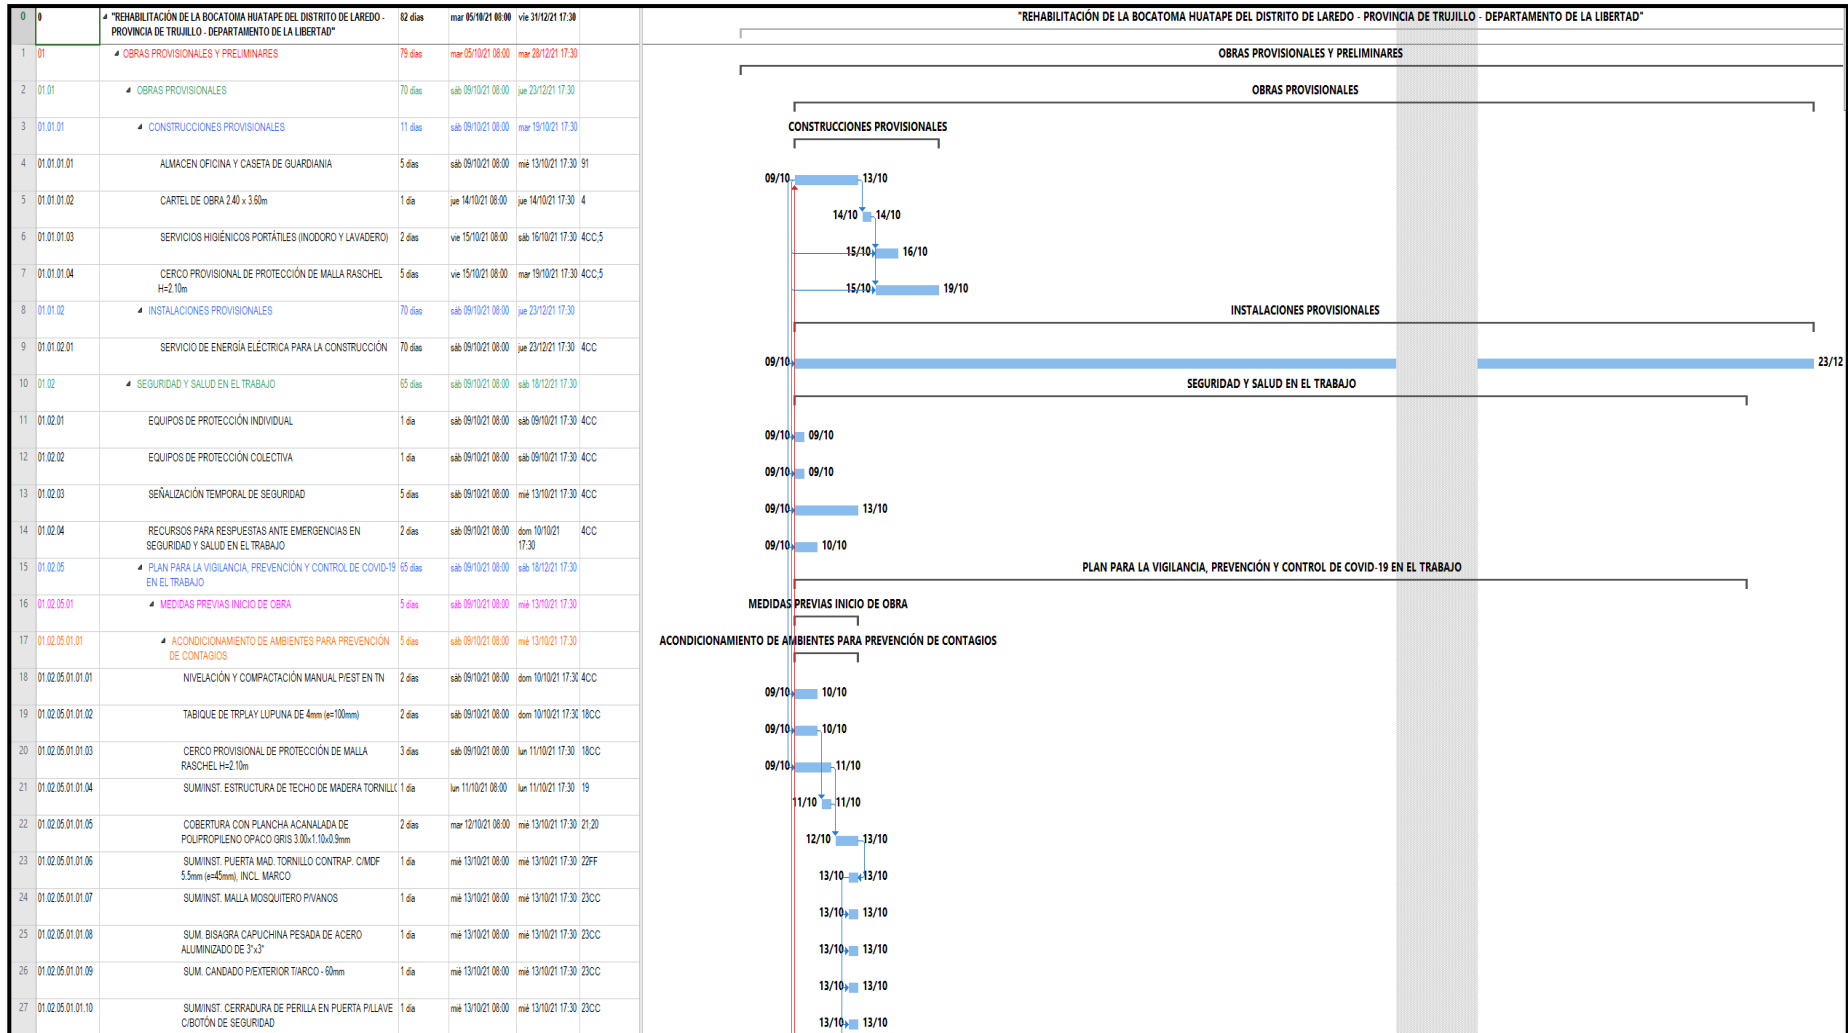 0 0 "REHABILITACIÓN DE LA BOCATOMA HUATAPE DEL DISTRITO DE LAREDO - 82 días mar 05/10/21 08:00 vie 31/12/21 17:30
PROVINCIA DE TRUJILLO - DEPARTAMENTO DE LA LIBERTAD"
"REHABILITACIÓN DE LA BOCATOMA HUATAPE DEL DISTRITO DE LAREDO - PROVINCIA DE TRUJILLO - DEPARTAMENTO DE LA LIBERTAD"
1 01 OBRAS PROVISIONALES Y PRELIMINARES 79 días mar 05/10/21 08:00 mar 28/12/21 17:30
OBRAS PROVISIONALES Y PRELIMINARES
2 01.01 OBRAS PROVISIONALES 70 días sáb 09/10/21 08:00 jue 23/12/21 17:30
OBRAS PROVISIONALES
3 01.01.01 CONSTRUCCIONES PROVISIONALES 11 días sáb 09/10/21 08:00 mar 19/10/21 17:30
CONSTRUCCIONES PROVISIONALES
4 01.01.01.01 ALMACEN OFICINA Y CASETA DE GUARDIANIA 5 días sáb 09/10/21 08:00 mié 13/10/21 17:30 91
09/10 13/10
5 01.01.01.02 CARTEL DE OBRA 2.40 x 3.60m 1 día jue 14/10/21 08:00 jue 14/10/21 17:30 4
14/10 14/10
6 01.01.01.03 SERVICIOS HIGIÉNICOS PORTÁTILES (INODORO Y LAVADERO) 2 días vie 15/10/21 08:00 sáb 16/10/21 17:30 4CC;5
15/10 16/10
7 01.01.01.04 CERCO PROVISIONAL DE PROTECCIÓN DE MALLA RASCHEL 5 días vie 15/10/21 08:00 mar 19/10/21 17:30 4CC;5
H=2.10m
15/10 19/10
8 01.01.02 INSTALACIONES PROVISIONALES 70 días sáb 09/10/21 08:00 jue 23/12/21 17:30
INSTALACIONES PROVISIONALES
9 01.01.02.01 SERVICIO DE ENERGÍA ELÉCTRICA PARA LA CONSTRUCCIÓN 70 días sáb 09/10/21 08:00 jue 23/12/21 17:30 4CC
09/10 23/12
10 01.02 SEGURIDAD Y SALUD EN EL TRABAJO 65 días sáb 09/10/21 08:00 sáb 18/12/21 17:30
SEGURIDAD Y SALUD EN EL TRABAJO
11 01.02.01 EQUIPOS DE PROTECCIÓN INDIVIDUAL 1 día sáb 09/10/21 08:00 sáb 09/10/21 17:30 4CC
09/10 09/10
12 01.02.02 EQUIPOS DE PROTECCIÓN COLECTIVA 1 día sáb 09/10/21 08:00 sáb 09/10/21 17:30 4CC
09/10 09/10
13 01.02.03 SEÑALIZACIÓN TEMPORAL DE SEGURIDAD 5 días sáb 09/10/21 08:00 mié 13/10/21 17:30 4CC
09/10 13/10
14 01.02.04 RECURSOS PARA RESPUESTAS ANTE EMERGENCIAS EN 2 días sáb 09/10/21 08:00 dom 10/10/21 4CC
SEGURIDAD Y SALUD EN EL TRABAJO 17:30
09/10 10/10
15 01.02.05 PLAN PARA LA VIGILANCIA, PREVENCIÓN Y CONTROL DE COVID-19 65 días sáb 09/10/21 08:00 sáb 18/12/21 17:30
EN EL TRABAJO
PLAN PARA LA VIGILANCIA, PREVENCIÓN Y CONTROL DE COVID-19 EN EL TRABAJO
16 01.02.05.01 MEDIDAS PREVIAS INICIO DE OBRA 5 días sáb 09/10/21 08:00 mié 13/10/21 17:30
MEDIDAS PREVIAS INICIO DE OBRA
17 01.02.05.01.01 ACONDICIONAMIENTO DE AMBIENTES PARA PREVENCIÓN 5 días sáb 09/10/21 08:00 mié 13/10/21 17:30
DE CONTAGIOS
ACONDICIONAMIENTO DE AMBIENTES PARA PREVENCIÓN DE CONTAGIOS
18 01.02.05.01.01.01 NIVELACIÓN Y COMPACTACIÓN MANUAL P/EST EN TN 2 días sáb 09/10/21 08:00 dom 10/10/21 17:30 4CC
09/10 10/10
19 01.02.05.01.01.02 TABIQUE DE TRPLAY LUPUNA DE 4mm (e=100mm) 2 días sáb 09/10/21 08:00 dom 10/10/21 17:30 18CC
09/10 10/10
20 01.02.05.01.01.03 CERCO PROVISIONAL DE PROTECCIÓN DE MALLA 3 días sáb 09/10/21 08:00 lun 11/10/21 17:30 18CC
RASCHEL H=2.10m
09/10 11/10
21 01.02.05.01.01.04 SUM/INST. ESTRUCTURA DE TECHO DE MADERA TORNILLO 1 día lun 11/10/21 08:00 lun 11/10/21 17:30 19
11/10 11/10
22 01.02.05.01.01.05 COBERTURA CON PLANCHA ACANALADA DE 2 días mar 12/10/21 08:00 mié 13/10/21 17:30 21;20
POLIPROPILENO OPACO GRIS 3.00x1.10x0.9mm
12/10 13/10
23 01.02.05.01.01.06 SUM/INST. PUERTA MAD. TORNILLO CONTRAP. C/MDF 1 día mié 13/10/21 08:00 mié 13/10/21 17:30 22FF
5.5mm (e=45mm), INCL. MARCO
13/10 13/10
24 01.02.05.01.01.07 SUM/INST. MALLA MOSQUITERO P/VANOS 1 día mié 13/10/21 08:00 mié 13/10/21 17:30 23CC
13/10 13/10
25 01.02.05.01.01.08 SUM. BISAGRA CAPUCHINA PESADA DE ACERO 1 día mié 13/10/21 08:00 mié 13/10/21 17:30 23CC
ALUMINIZADO DE 3"x3"
13/10 13/10
26 01.02.05.01.01.09 SUM. CANDADO P/EXTERIOR T/ARCO - 60mm 1 día mié 13/10/21 08:00 mié 13/10/21 17:30 23CC
13/10 13/10
27 01.02.05.01.01.10 SUM/INST. CERRADURA DE PERILLA EN PUERTA P/LLAVE 1 día mié 13/10/21 08:00 mié 13/10/21 17:30 23CC
C/BOTÓN DE SEGURIDAD
13/10 13/10